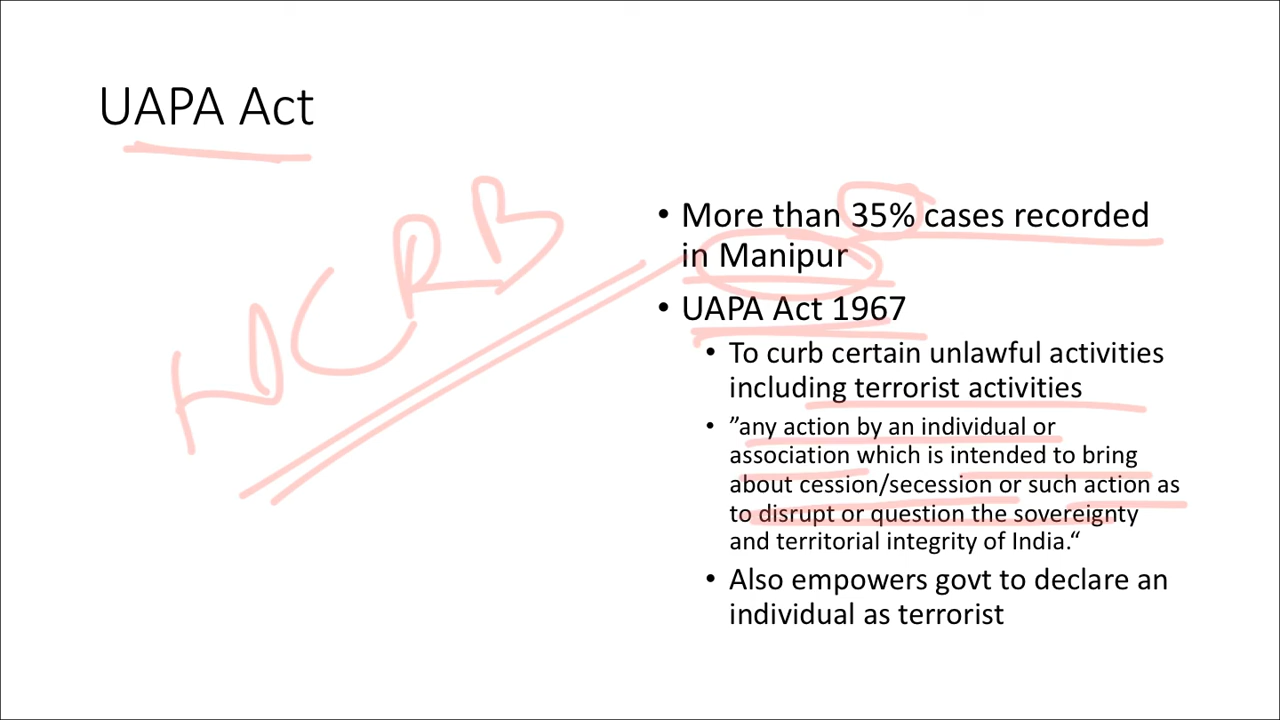 UAPA Act
NCRB
• More than 35% cases recorded
in Manipur
• UAPA Act 1967
• To curb certain unlawful activities
including terrorist activities
• ”any action by an individual or
association which is intended to bring
about cession/secession or such action as
to disrupt or question the sovereignty
and territorial integrity of India.“
• Also empowers govt to declare an
individual as terrorist